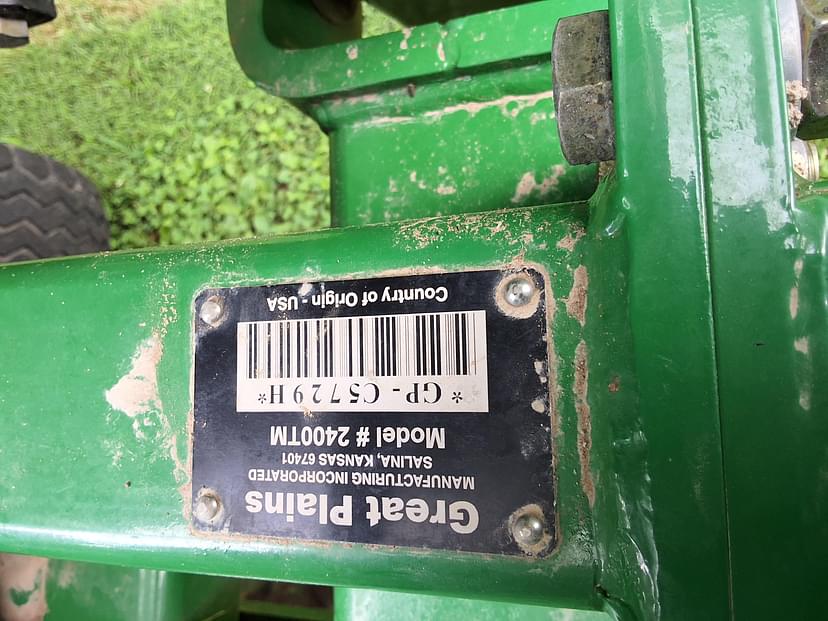 Great Plains
MANUFACTURING INCORPORATED
SALINA, KANSAS 67401
Model # 2400TM
*GP-C5729H*
Country of Origin - USA